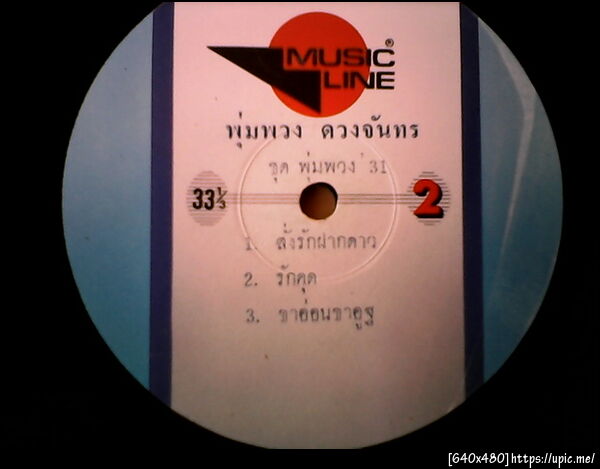 MUSIC®
LINE
พุ่มพวง ดวงจันทร
ชุด พุ่มพวง '31
33⅓
2
1. สั่งรักฝากดาว
2. รักคุด
3. ขาอ่อนขาอูฐ
[640x480]https://upic.me/